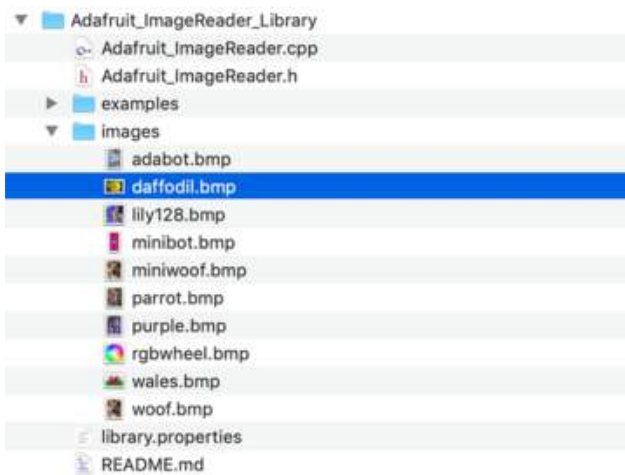 Adafruit_ImageReader_Library
Adafruit_ImageReader.cpp
Adafruit_ImageReader.h
examples
images
adabot.bmp
daffodil.bmp
lily128.bmp
minibot.bmp
miniwoof.bmp
parrot.bmp
purple.bmp
rgbwheel.bmp
wales.bmp
woof.bmp
library.properties
README.md